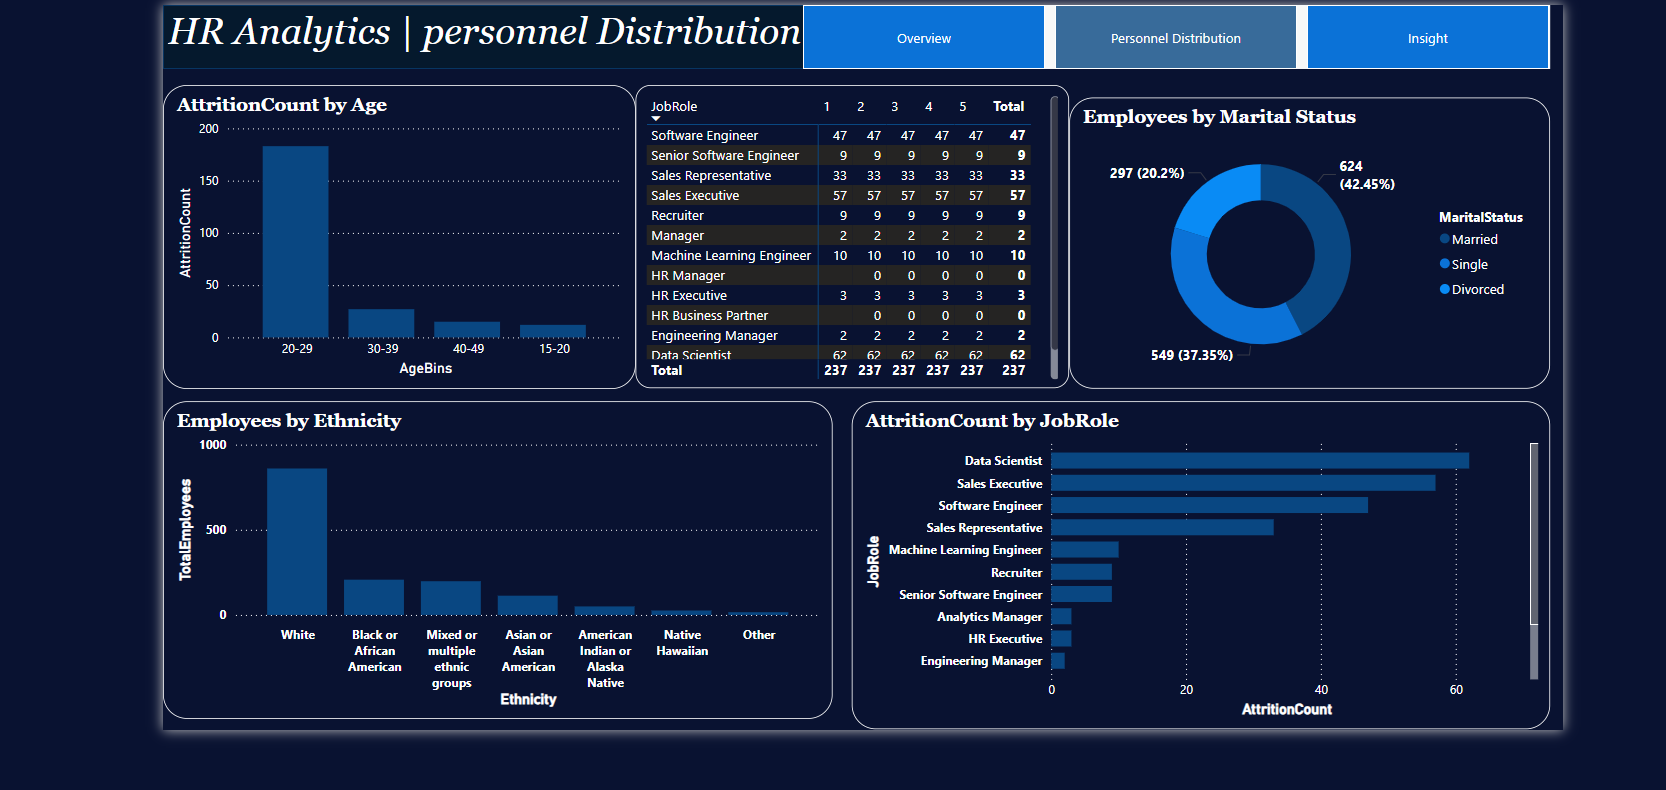 HR Analytics | personnel Distribution
Overview
Personnel Distribution
Insight
AttritionCount by Age
200
150
100
50
0
AttritionCount
20-29 30-39 40-49 15-20
AgeBins
JobRole 1 2 3 4 5 Total
Software Engineer 47 47 47 47 47 47
Senior Software Engineer 9 9 9 9 9 9
Sales Representative 33 33 33 33 33 33
Sales Executive 57 57 57 57 57 57
Recruiter 9 9 9 9 9 9
Manager 2 2 2 2 2 2
Machine Learning Engineer 10 10 10 10 10 10
HR Manager 0 0 0 0 0
HR Executive 3 3 3 3 3 3
HR Business Partner 0 0 0 0 0
Engineering Manager 2 2 2 2 2 2
Data Scientist 62 62 62 62 62 62
Total 237 237 237 237 237 237
Employees by Marital Status
297 (20.2%)
624
(42.45%)
549 (37.35%)
MaritalStatus
Married
Single
Divorced
Employees by Ethnicity
1000
500
0
TotalEmployees
White
Black or
African
American
Mixed or
multiple
ethnic
groups
Asian or
Asian
American
American
Indian or
Alaska
Native
Native
Hawaiian
Other
Ethnicity
AttritionCount by JobRole
JobRole
Data Scientist
Sales Executive
Software Engineer
Sales Representative
Machine Learning Engineer
Recruiter
Senior Software Engineer
Analytics Manager
HR Executive
Engineering Manager
0 20 40 60
AttritionCount